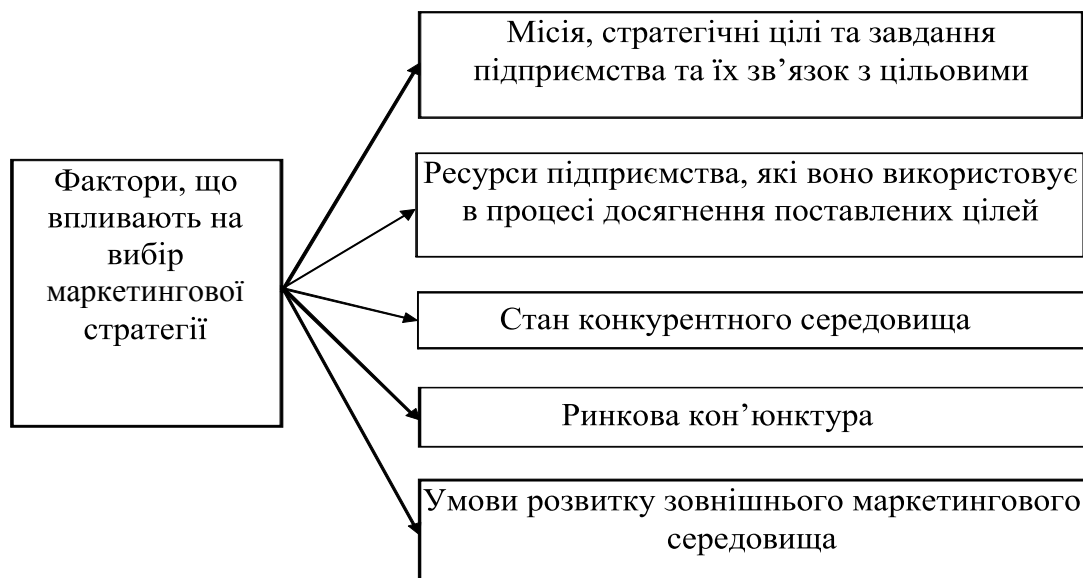 Фактори, що
впливають на
вибір
маркетингової
стратегії
Місія, стратегічні цілі та завдання
підприємства та їх зв’язок з цільовими
Ресурси підприємства, які воно використовує
в процесі досягнення поставлених цілей
Стан конкурентного середовища
Ринкова кон’юнктура
Умови розвитку зовнішнього маркетингового
середовища